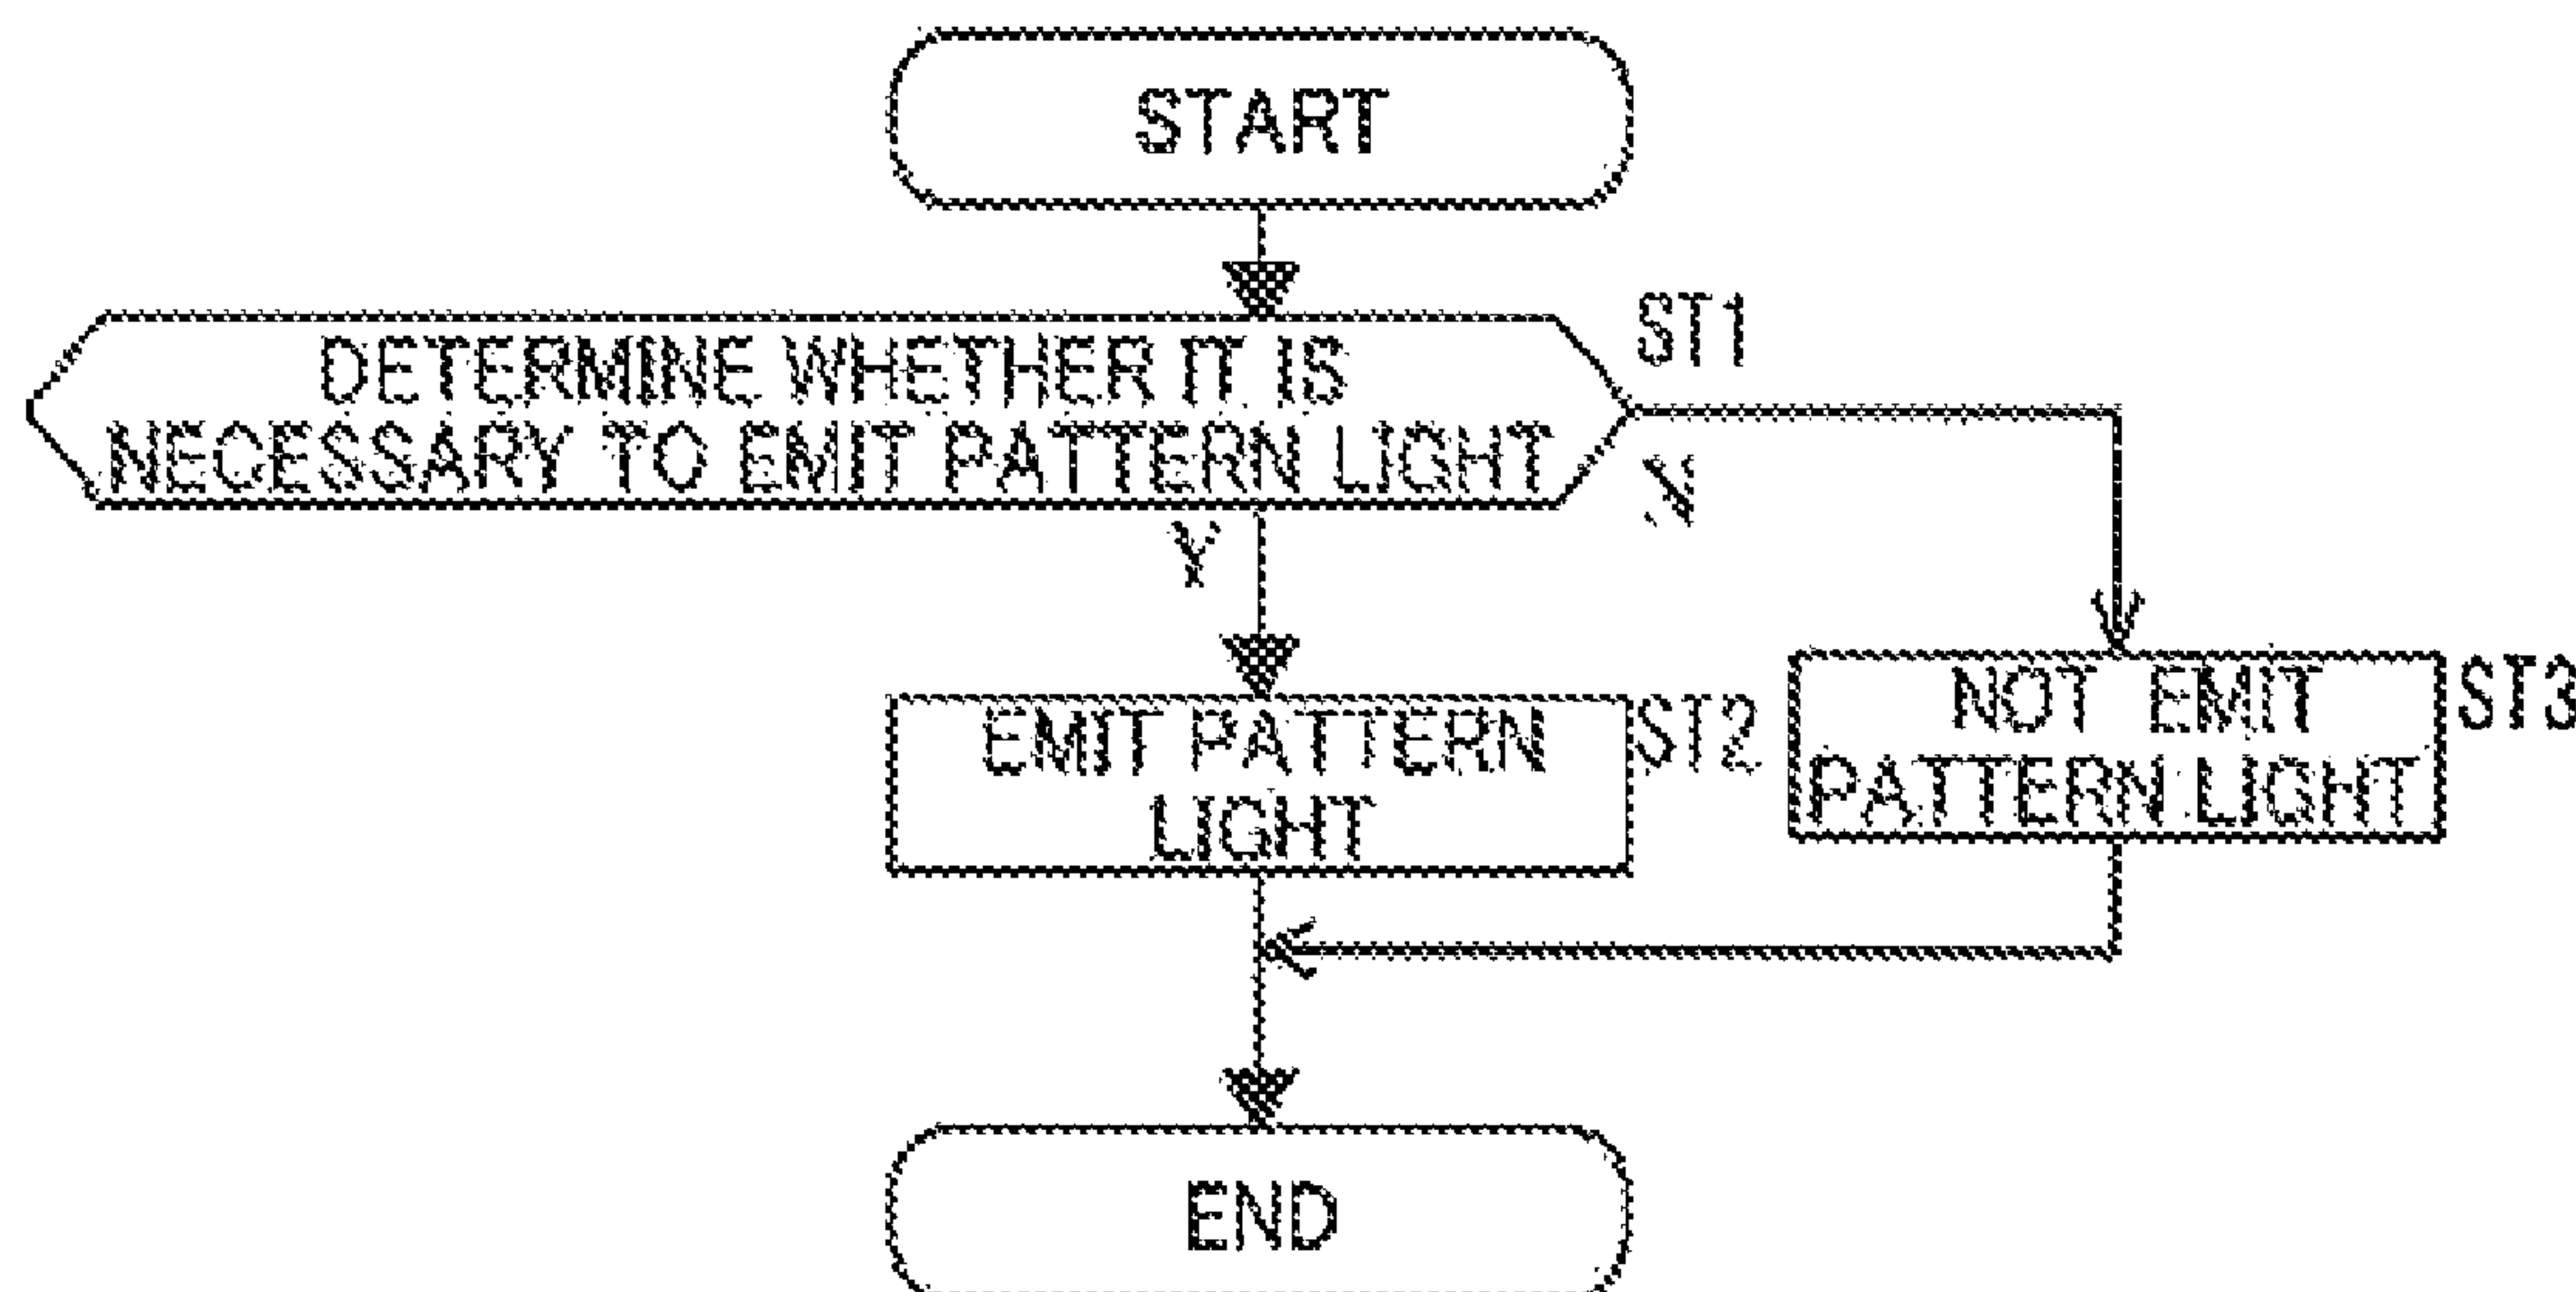 START
DETERMINE WHETHER IT IS
NECESSARY TO EMIT PATTERN LIGHT
ST1
N
Y
EMIT PATTERN
LIGHT
ST2
NOT EMIT
PATTERN LIGHT
ST3
END